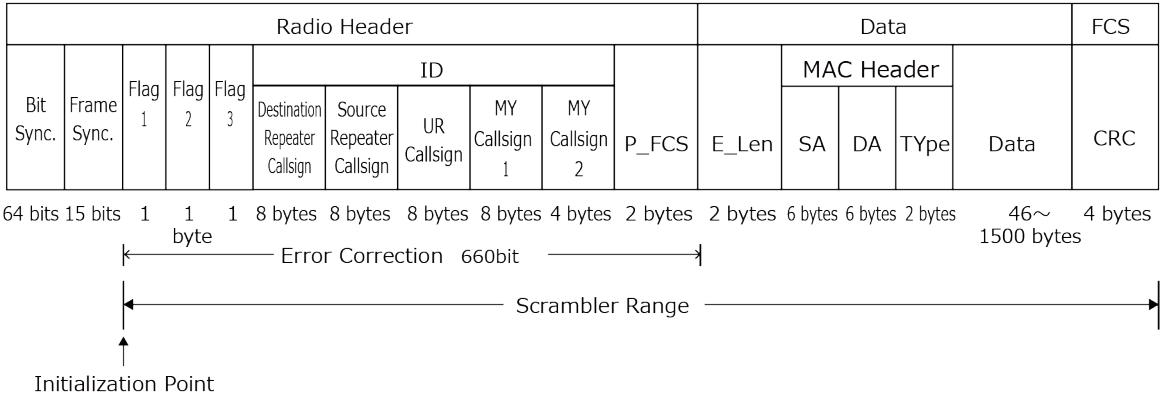 Radio Header Data FCS
ID
MAC Header
Bit
Sync.
Frame
Sync.
Flag
1
Flag
2
Flag
3
Destination
Repeater
Callsign
Source
Repeater
Callsign
UR
Callsign
MY
Callsign
1
MY
Callsign
2
P_FCS
E_Len
SA
DA
TYpe
Data
CRC
64 bits 15 bits 1 1 1 8 bytes 8 bytes 8 bytes 8 bytes 4 bytes 2 bytes 2 bytes 6 bytes 6 bytes 2 bytes 46～ 4 bytes
byte 1500 bytes
Error Correction 660bit
Scrambler Range
Initialization Point